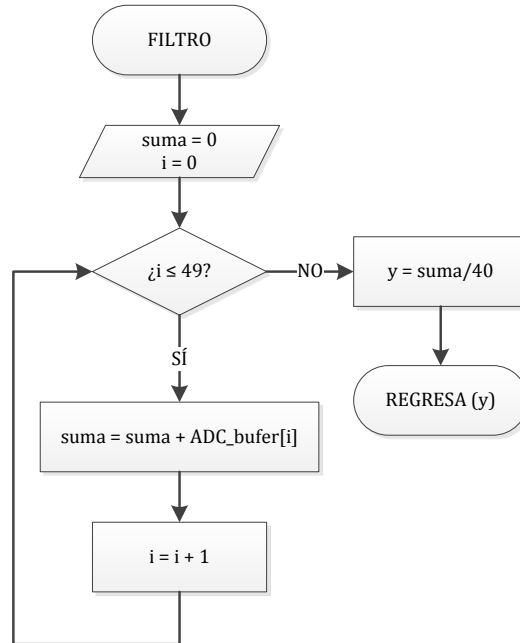 FILTRO
suma = 0
i = 0
¿i ≤ 49?
NO
y = suma/40
SÍ
REGRESA (y)
suma = suma + ADC_bufer[i]
i = i + 1